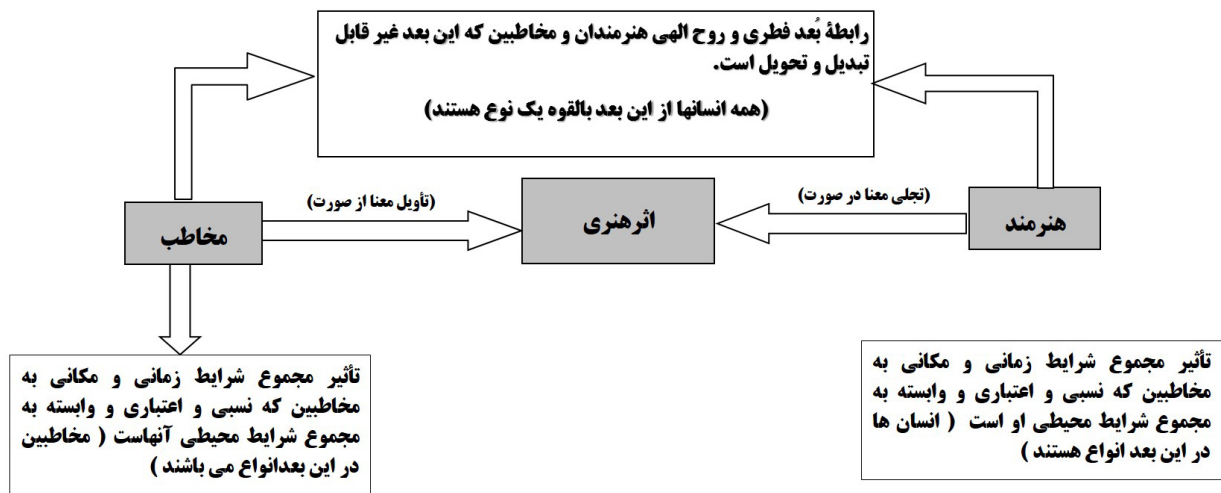 رابطهٔ بُعد فطری و روح الهی هنرمندان و مخاطبین که این بعد غیر قابل
تبدیل و تحویل است.
(همه انسانها از این بعد بالقوه یک نوع هستند)
هنرمند
(تجلی معنا در صورت)
اثرهنری
(تأویل معنا از صورت)
مخاطب
تأثیر مجموع شرایط زمانی و مکانی به
مخاطبین که نسبی و اعتباری و وابسته به
مجموع شرایط محیطی او است ( انسان ها
در این بعد انواع هستند )
تأثیر مجموع شرایط زمانی و مکانی به
مخاطبین که نسبی و اعتباری و وابسته به
مجموع شرایط محیطی آنهاست ( مخاطبین
در این بعدانواع می باشند )